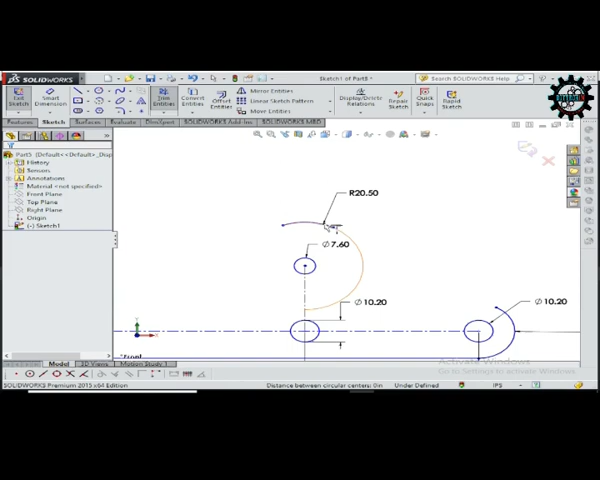 SOLIDWORKS
Sketch1 of Part5 *
Search SOLIDWORKS Help
Exit Sketch
Smart Dimension
Trim Entities
Convert Entities
Offset Entities
Mirror Entities
Linear Sketch Pattern
Move Entities
Display/Delete Relations
Repair Sketch
Quick Snaps
Rapid Sketch
Features
Sketch
Surfaces
Evaluate
DimXpert
SOLIDWORKS Add-Ins
SOLIDWORKS MBD
Part5 (Default<<Default>_Disp
History
Sensors
Annotations
Material <not specified>
Front Plane
Top Plane
Right Plane
Origin
(-) Sketch1
R20.50
Ø7.60
Ø10.20
Ø10.20
Y
X
*Front
Activate Windows
Go to Settings to activate Windows.
Model
3D Views
Motion Study 1
SOLIDWORKS Premium 2015 x64 Edition
Distance between circular centers: 0in
Under Defined
IPS